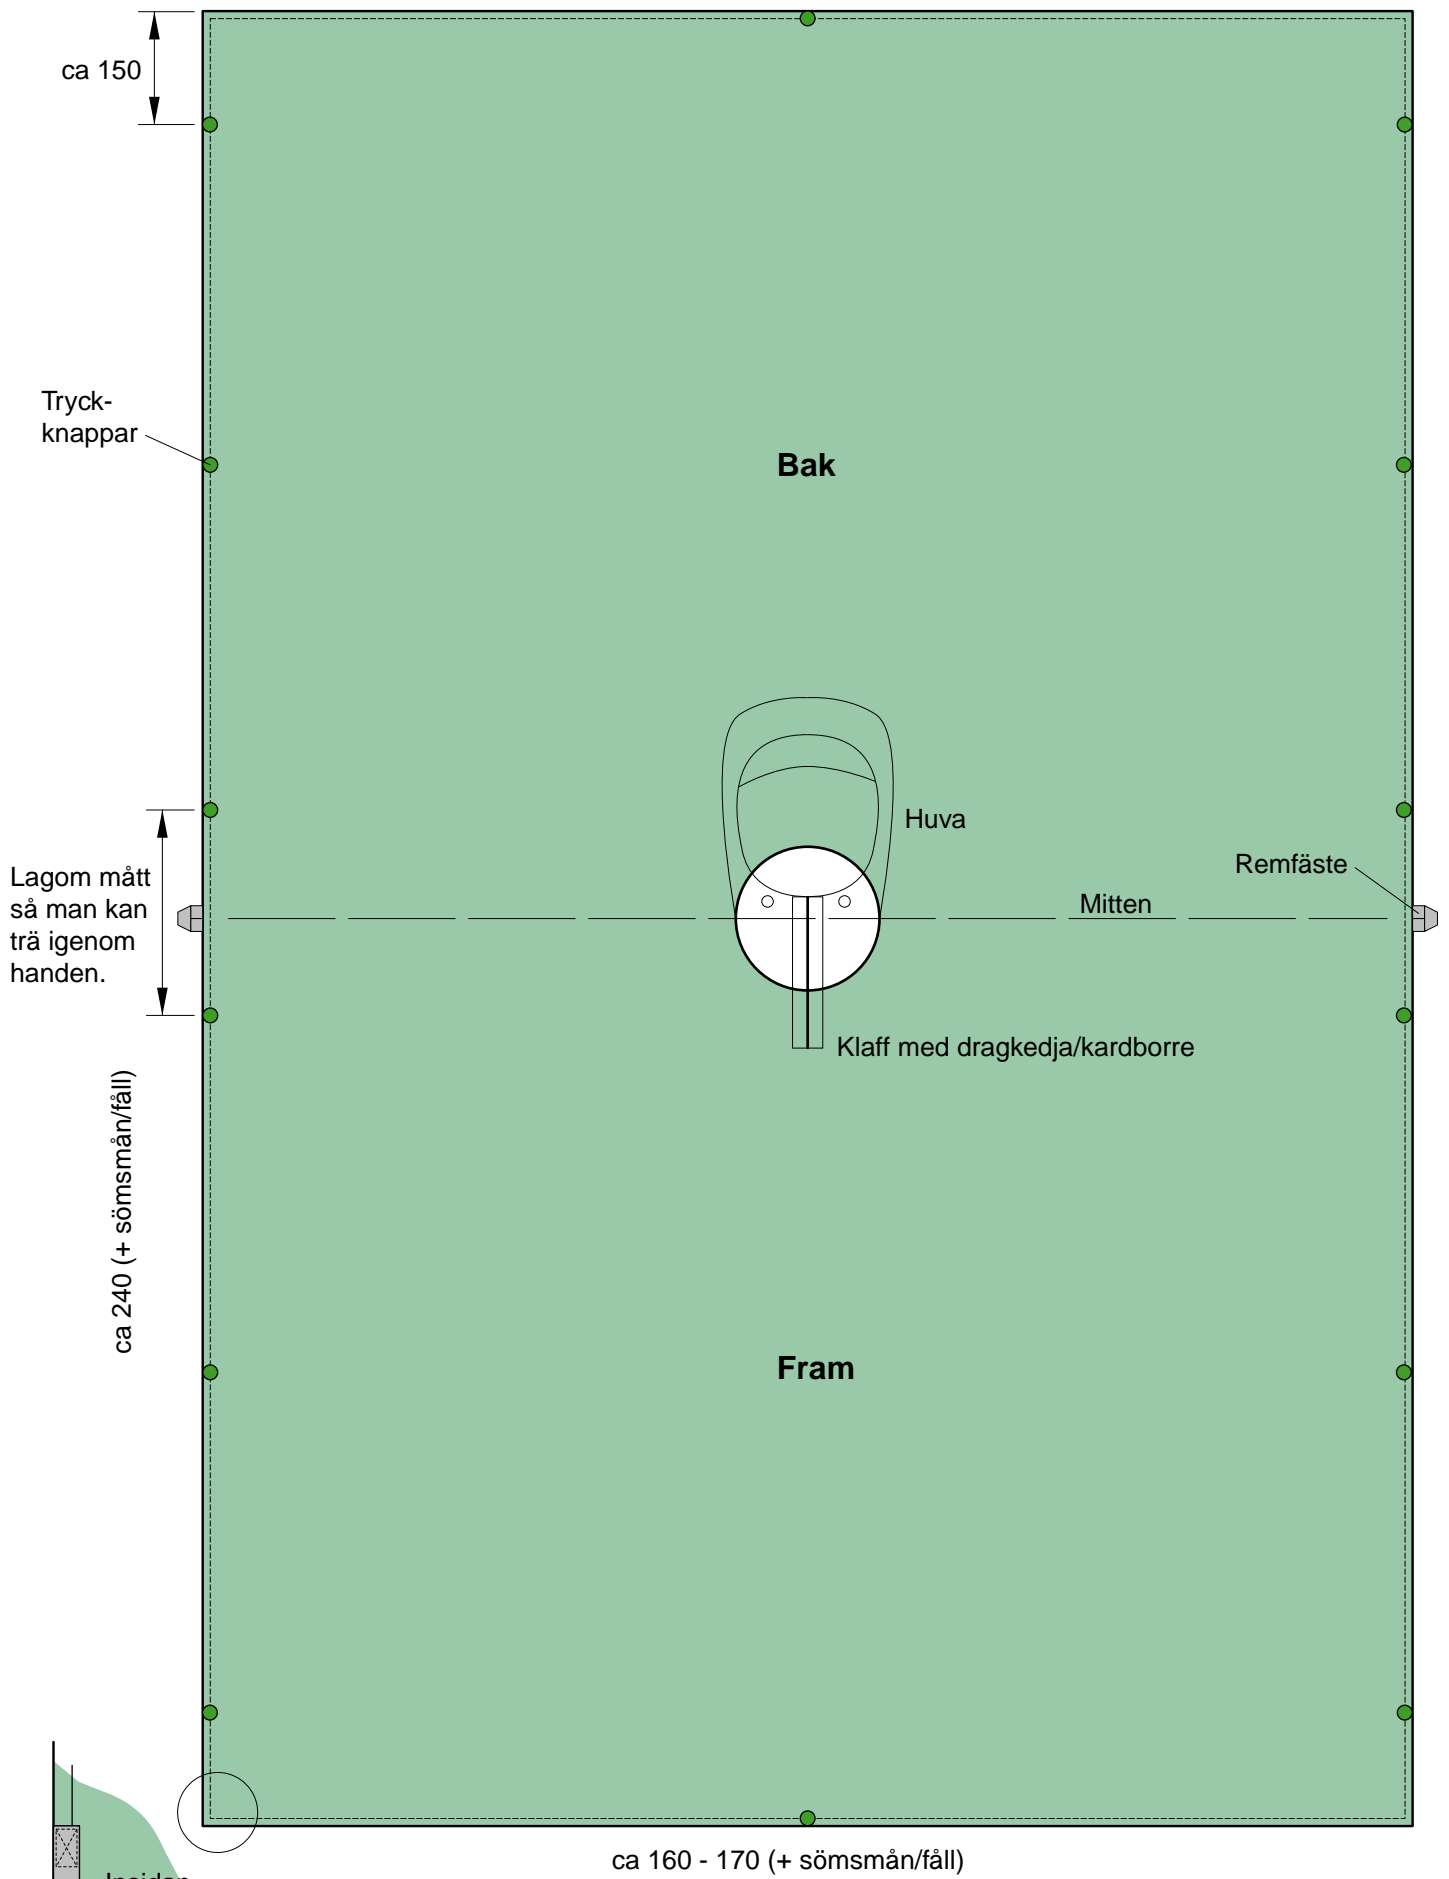 ca 150
Tryck-
knappar
Bak
Huva
Lagom mått
så man kan
trä igenom
handen.
Remfäste
Mitten
Klaff med dragkedja/kardborre
ca 240 (+ sömsmån/fåll)
Fram
ca 160 - 170 (+ sömsmån/fåll)
Insidan